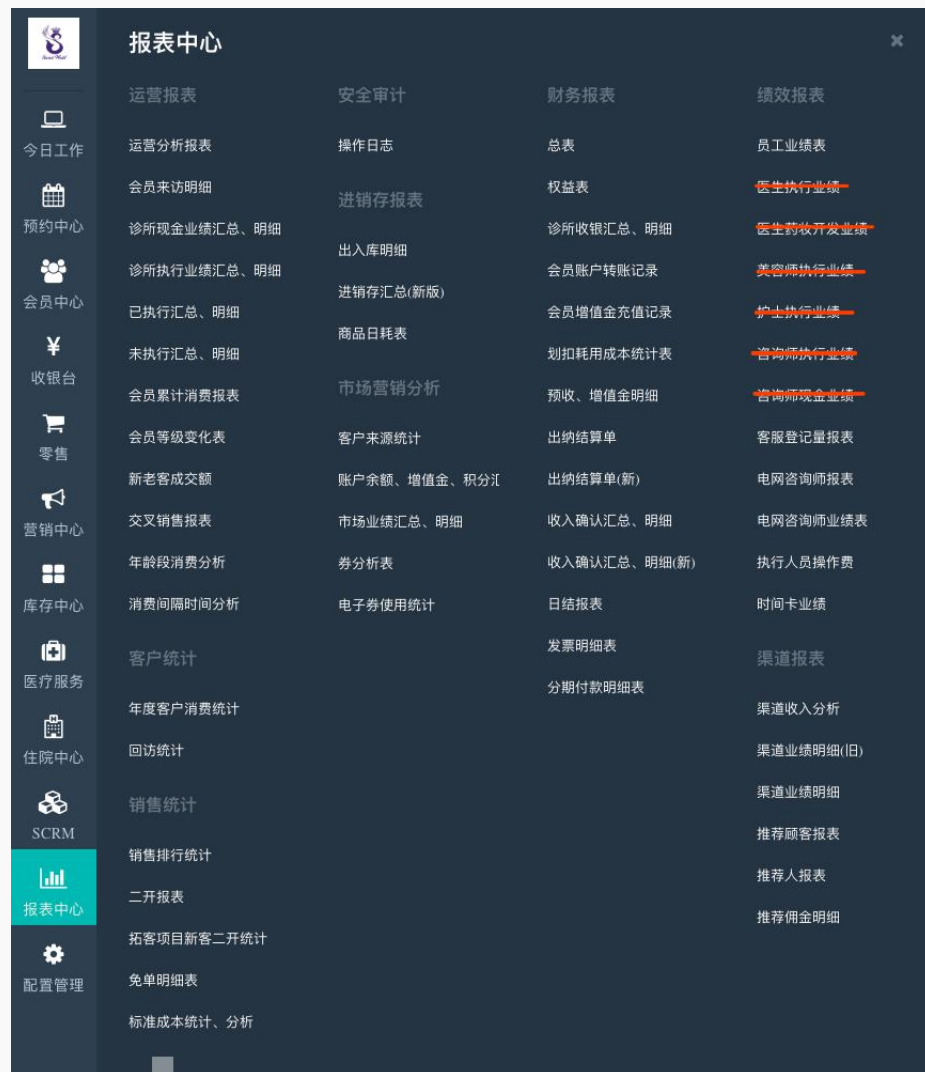 报表中心
今日工作
预约中心
会员中心
收银台
零售
营销中心
库存中心
医疗服务
住院中心
SCRM
报表中心
配置管理
运营报表
运营分析报表
会员来访明细
诊所现金业绩汇总、明细
诊所执行业绩汇总、明细
已执行汇总、明细
未执行汇总、明细
会员累计消费报表
会员等级变化表
新老客成交额
交叉销售报表
年龄段消费分析
消费间隔时间分析
客户统计
年度客户消费统计
回访统计
销售统计
销售排行统计
二开报表
拓客项目新客二开统计
免单明细表
标准成本统计、分析
安全审计
操作日志
进销存报表
出入库明细
进销存汇总(新版)
商品日耗表
市场营销分析
客户来源统计
账户余额、增值金、积分汇
市场业绩汇总、明细
券分析表
电子券使用统计
财务报表
总表
权益表
诊所收银汇总、明细
会员账户转账记录
会员增值金充值记录
划扣耗用成本统计表
预收、增值金明细
出纳结算单
出纳结算单(新)
收入确认汇总、明细
收入确认汇总、明细(新)
日结报表
发票明细表
分期付款明细表
绩效报表
员工业绩表
医生执行业绩
医生药妆开发业绩
美容师执行业绩
护士执行业绩
咨询师执行业绩
咨询师现金业绩
客服登记量报表
电网咨询师报表
电网咨询师业绩表
执行人员操作费
时间卡业绩
渠道报表
渠道收入分析
渠道业绩明细(旧)
渠道业绩明细
推荐顾客报表
推荐人报表
推荐佣金明细